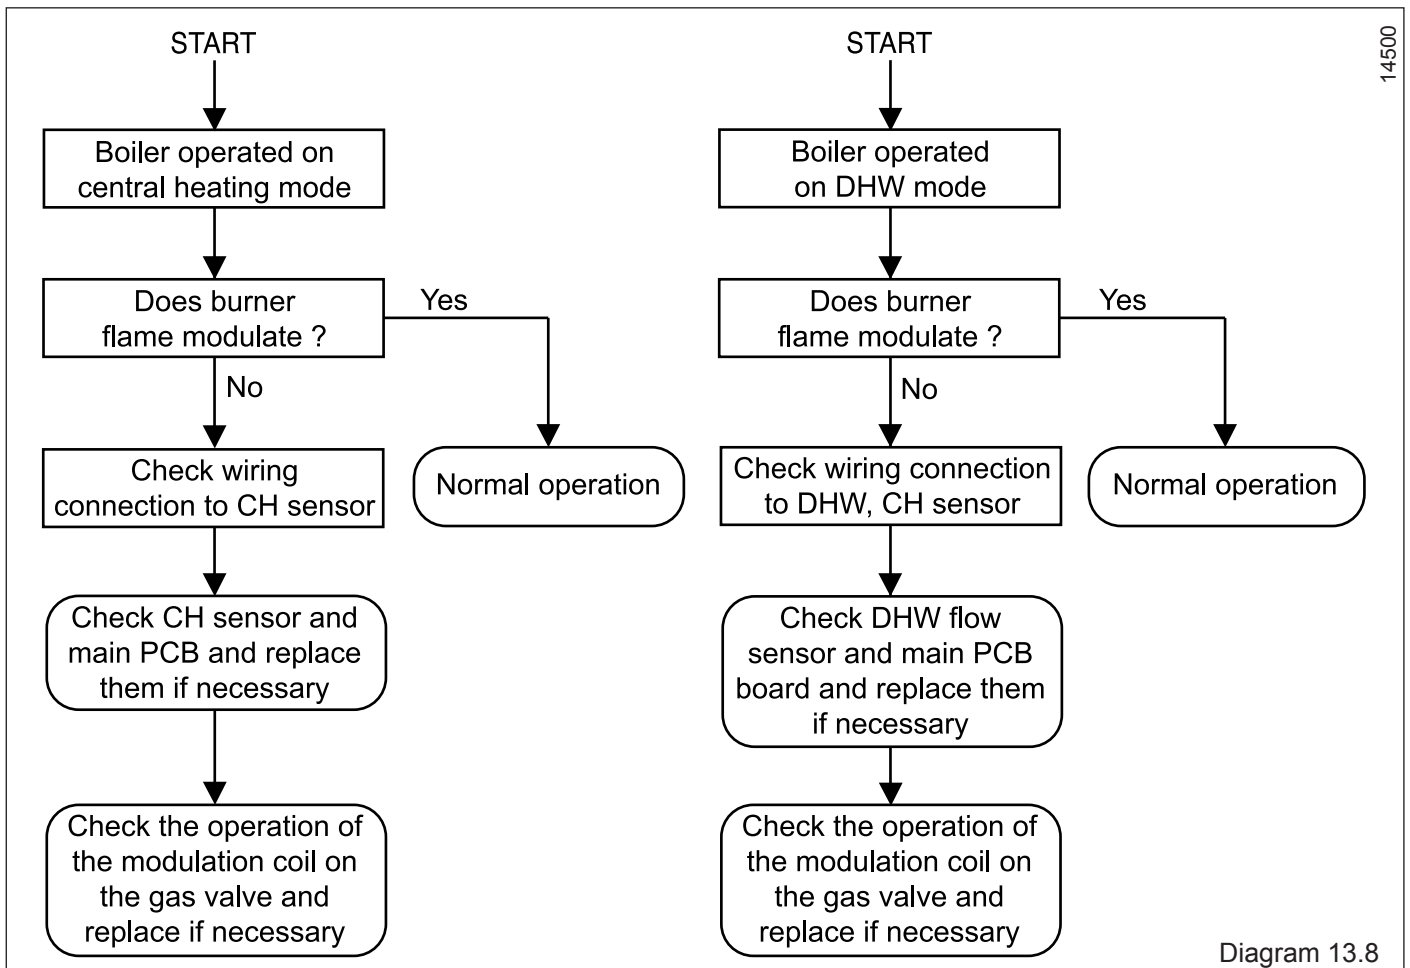 START
Boiler operated on
central heating mode
Does burner
flame modulate ?
Yes
No
Normal operation
Check wiring
connection to CH sensor
Check CH sensor and
main PCB and replace
them if necessary
Check the operation of
the modulation coil on
the gas valve and
replace if necessary
START
Boiler operated
on DHW mode
Does burner
flame modulate ?
Yes
No
Normal operation
Check wiring connection
to DHW, CH sensor
Check DHW flow
sensor and main PCB
board and replace them
if necessary
Check the operation of
the modulation coil on
the gas valve and
replace if necessary
14500
Diagram 13.8